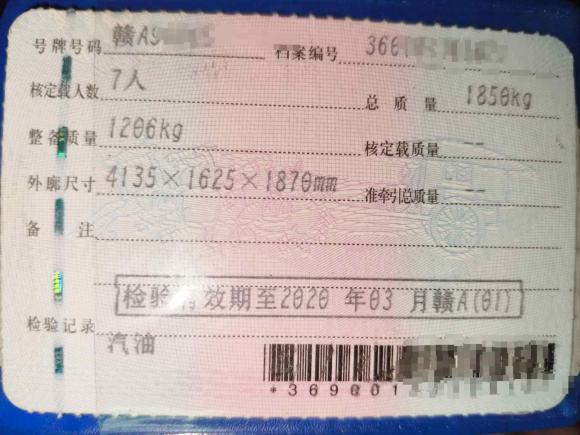 号牌号码 赣A9 档案编号 366
核定载人数 7人 总质量 1850kg
整备质量 1206kg 核定载质量 --
外廓尺寸 4135×1625×1870mm 准牵引总质量 --
备注
检验有效期至2020年03月赣A(01)
检验记录
汽油
*369001